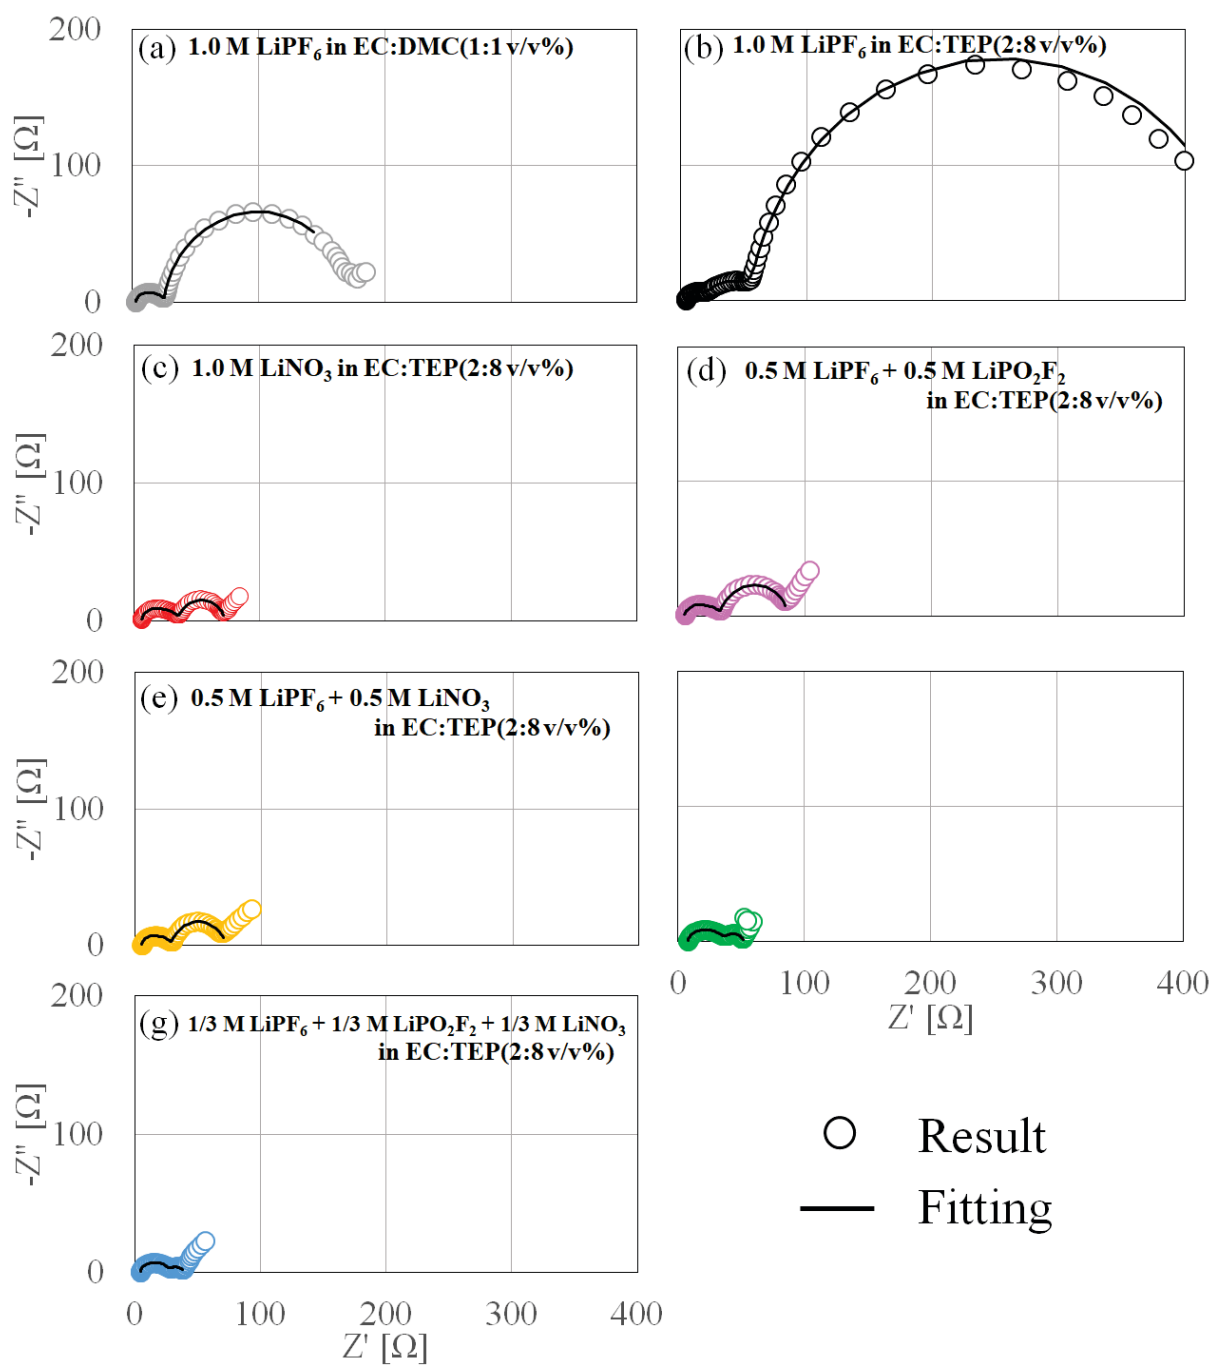 200
(a) 1.0 M LiPF₆ in EC:DMC(1:1 v/v%)
(b) 1.0 M LiPF₆ in EC:TEP(2:8 v/v%)
-Z'' [Ω]
100
0
200
(c) 1.0 M LiNO₃ in EC:TEP(2:8 v/v%)
(d) 0.5 M LiPF₆ + 0.5 M LiPO₂F₂
in EC:TEP(2:8 v/v%)
-Z'' [Ω]
100
0
200
(e) 0.5 M LiPF₆ + 0.5 M LiNO₃
in EC:TEP(2:8 v/v%)
-Z'' [Ω]
100
0
0 100 200 300 400
Z' [Ω]
200
(g) 1/3 M LiPF₆ + 1/3 M LiPO₂F₂ + 1/3 M LiNO₃
in EC:TEP(2:8 v/v%)
-Z'' [Ω]
100
0
0 100 200 300 400
Z' [Ω]
Result
Fitting